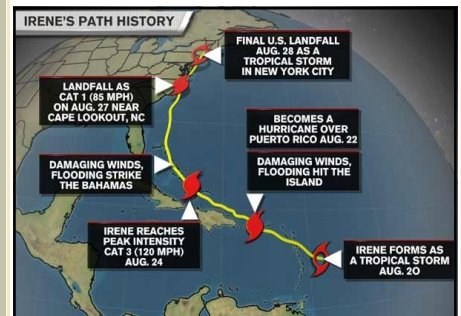 IRENE'S PATH HISTORY
FINAL U.S. LANDFALL
AUG. 28 AS A
TROPICAL STORM
IN NEW YORK CITY
LANDFALL AS
CAT 1 (85 MPH)
ON AUG. 27 NEAR
CAPE LOOKOUT, NC
BECOMES A
HURRICANE OVER
PUERTO RICO AUG. 22
DAMAGING WINDS,
FLOODING STRIKE
THE BAHAMAS
DAMAGING WINDS,
FLOODING HIT THE
ISLAND
IRENE REACHES
PEAK INTENSITY
CAT 3 (120 MPH)
AUG. 24
IRENE FORMS AS
A TROPICAL STORM
AUG. 20